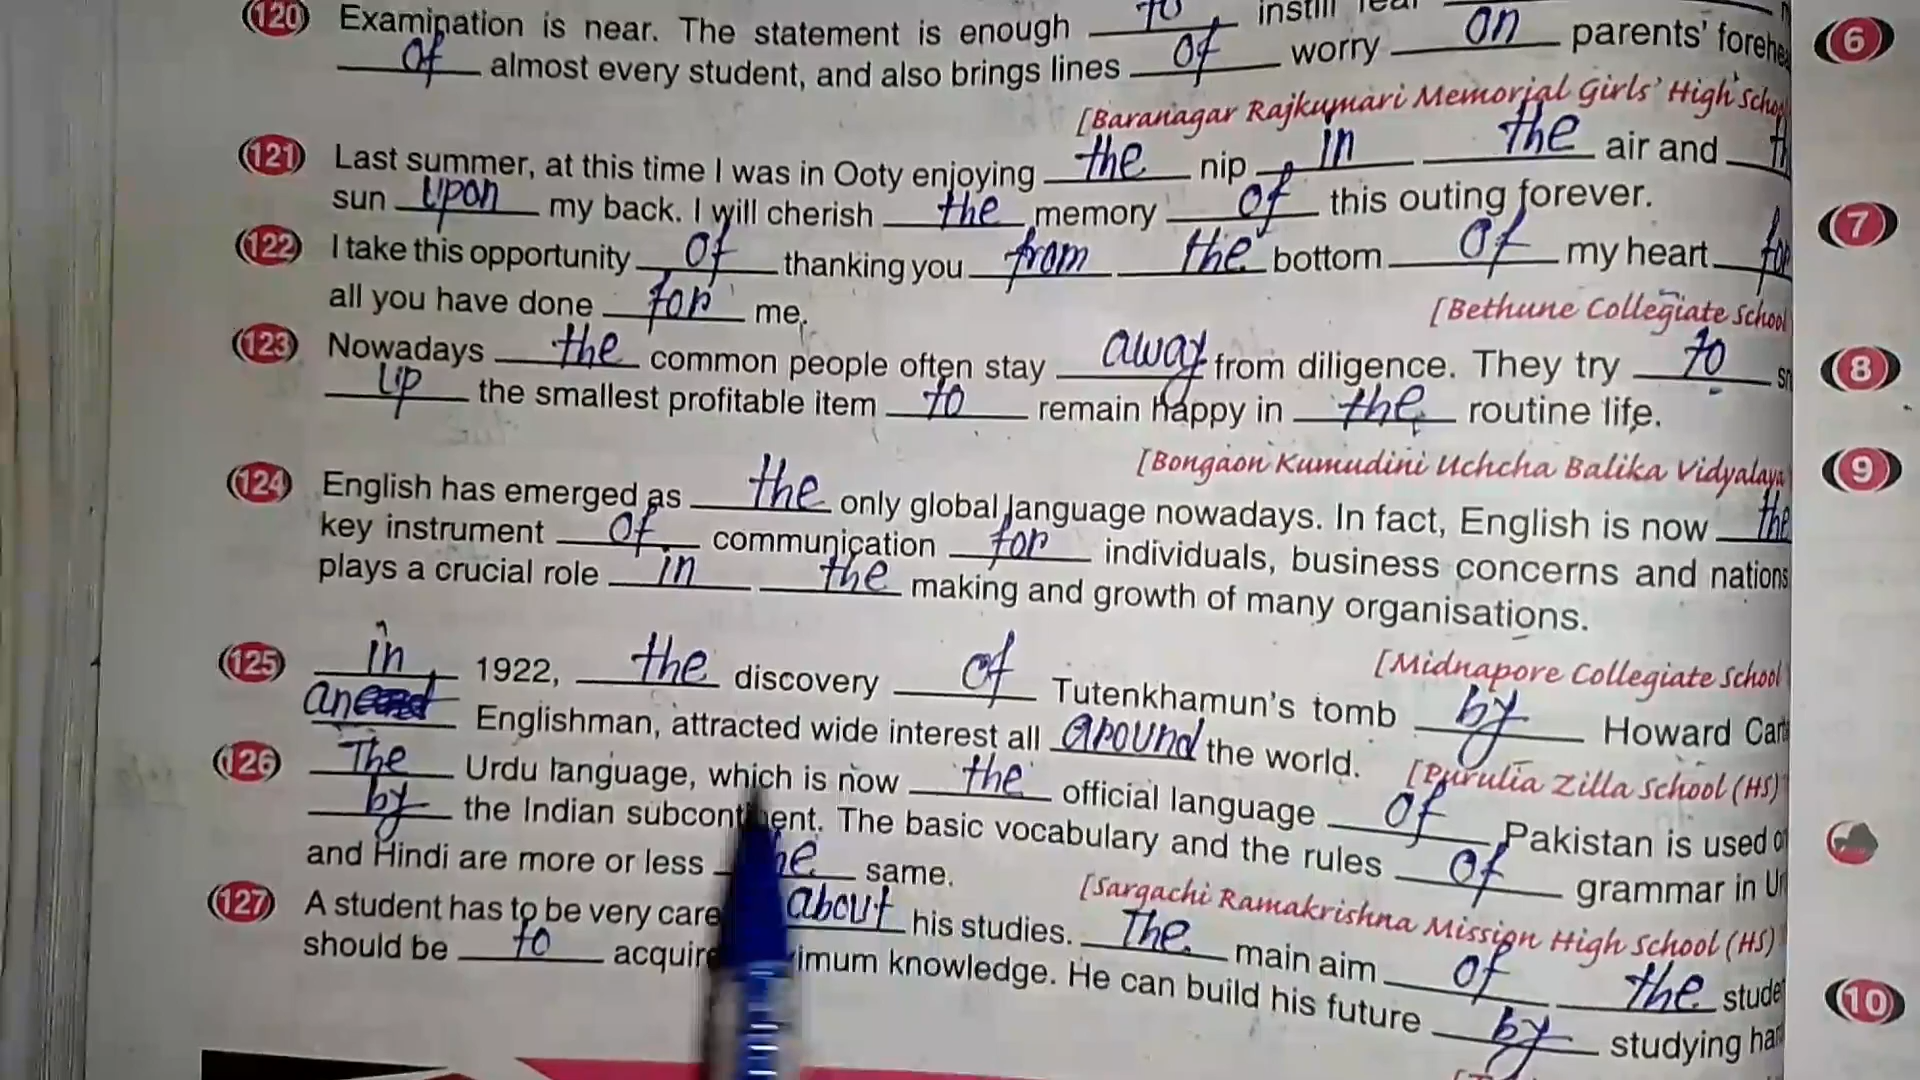 120 Examination is near. The statement is enough to instill fear
of almost every student, and also brings lines of worry on parents'
[Baranagar Rajkumari Memorial Girls' High
121 Last summer, at this time I was in Ooty enjoying the nip in the air and
sun upon my back. I will cherish the memory of this outing forever.
122 I take this opportunity of thanking you from the bottom of my heart for
all you have done for me.
[Bethune Collegiate School
123 Nowadays the common people often stay away from diligence. They try to
up the smallest profitable item to remain happy in the routine life.
[Bongaon Kumudini Uchcha Balika Vidyalaya
124 English has emerged as the only global language nowadays. In fact, English is now the
key instrument of communication for individuals, business concerns and nations
plays a crucial role in the making and growth of many organisations.
[Midnapore Collegiate School
125 in 1922, the discovery of Tutenkhamun's tomb by Howard
an Englishman, attracted wide interest all around the world.
[Purulia Zilla School (HS)
126 The Urdu language, which is now the official language of Pakistan is used
by the Indian subcontinent. The basic vocabulary and the rules of grammar in
and Hindi are more or less same.
[Sargachi Ramakrishna Mission High School (HS)
127 A student has to be very about his studies. The main aim of the
should be to knowledge. He can build his future by studying
6
7
8
9
10